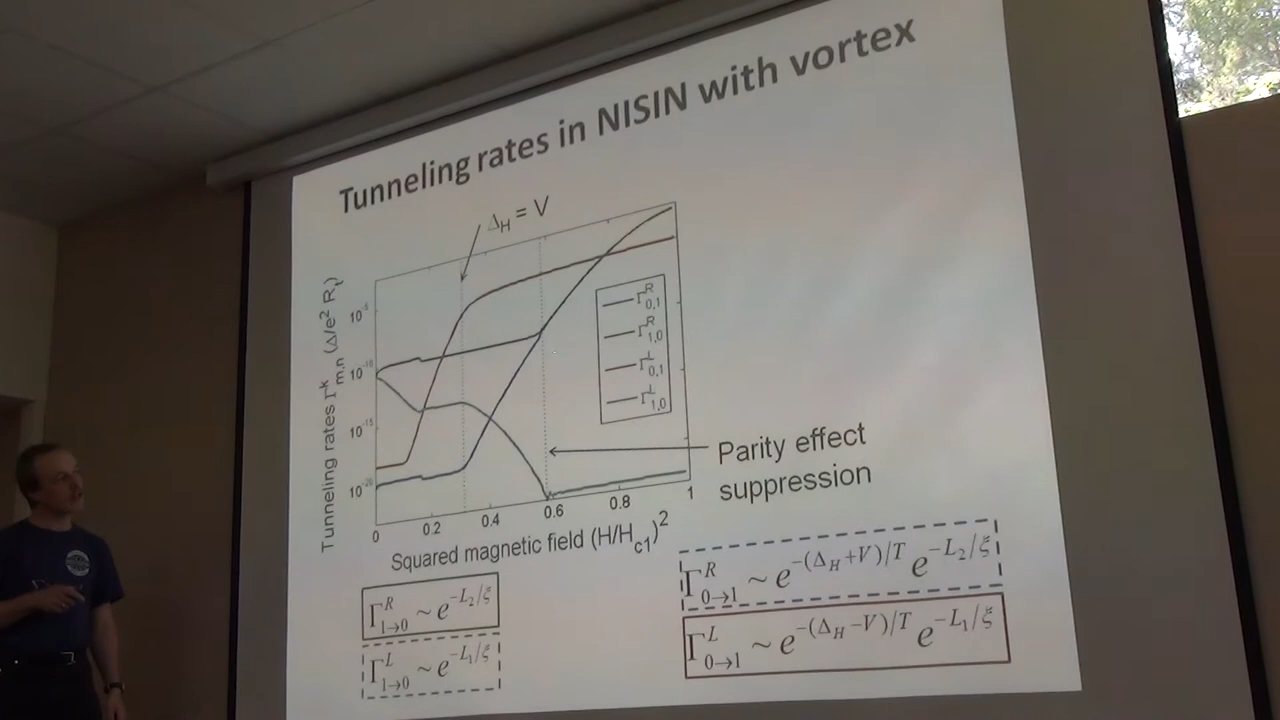 Tunneling rates in NISIN with vortex
Δ_H = V
Tunneling rates Γ^k_{m,n} (Δ/e² R_t)
10^-5
10^-10
10^-15
10^-20
Γ^R_{0,1}
Γ^R_{1,0}
Γ^L_{0,1}
Γ^L_{1,0}
Parity effect
suppression
0 0.2 0.4 0.6 0.8 1
Squared magnetic field (H/H_{c1})²
Γ^R_{1→0} ~ e^{-L_2/ξ}
Γ^L_{1→0} ~ e^{-L_1/ξ}
Γ^R_{0→1} ~ e^{-(Δ_H+V)/T} e^{-L_2/ξ}
Γ^L_{0→1} ~ e^{-(Δ_H-V)/T} e^{-L_1/ξ}